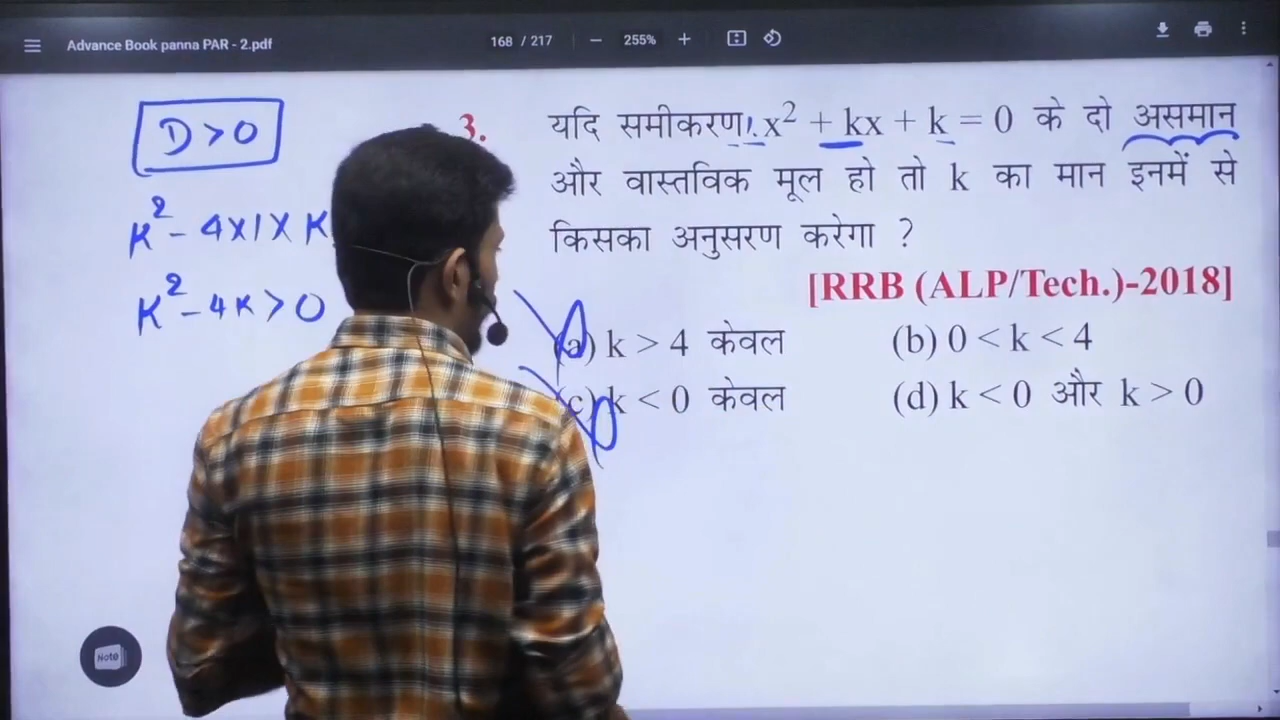 Advance Book panna PAR - 2.pdf
168 / 217
255%
D > 0
K² - 4×1×K
K² - 4K > 0
3. यदि समीकरण 1. x² + kx + k = 0 के दो असमान
और वास्तविक मूल हो तो k का मान इनमें से
किसका अनुसरण करेगा ?
[RRB (ALP/Tech.)-2018]
(a) k > 4 केवल (b) 0 < k < 4
(c) k < 0 केवल (d) k < 0 और k > 0
Note